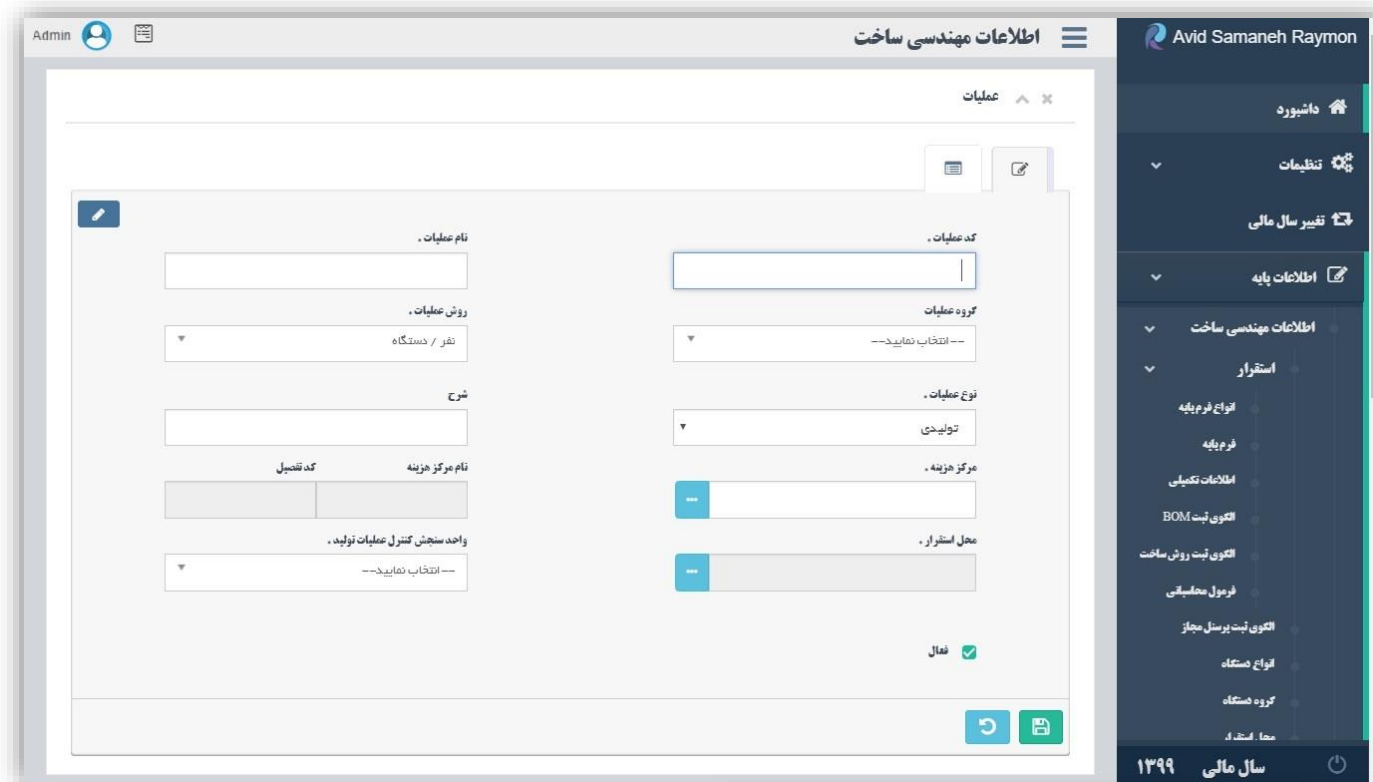 Avid Samaneh Raymon
داشبورد
تنظیمات
تغییر سال مالی
اطلاعات پایه
اطلاعات مهندسی ساخت
استقرار
انواع فرم پایه
فرم پایه
اطلاعات تکمیلی
الگوی ثبت BOM
الگوی ثبت روش ساخت
فرمول محاسباتی
الگوی ثبت پرسنل مجاز
انواع دستگاه
گروه دستگاه
محل استقرار
سال مالی ۱۳۹۹
اطلاعات مهندسی ساخت
Admin
عملیات
کد عملیات .
نام عملیات .
گروه عملیات
روش عملیات .
--انتخاب نمایید--
نفر / دستگاه
نوع عملیات .
شرح
تولیدی
مرکز هزینه .
نام مرکز هزینه
کد تفصیل
محل استقرار .
واحد سنجش کنترل عملیات تولید .
--انتخاب نمایید--
فعال